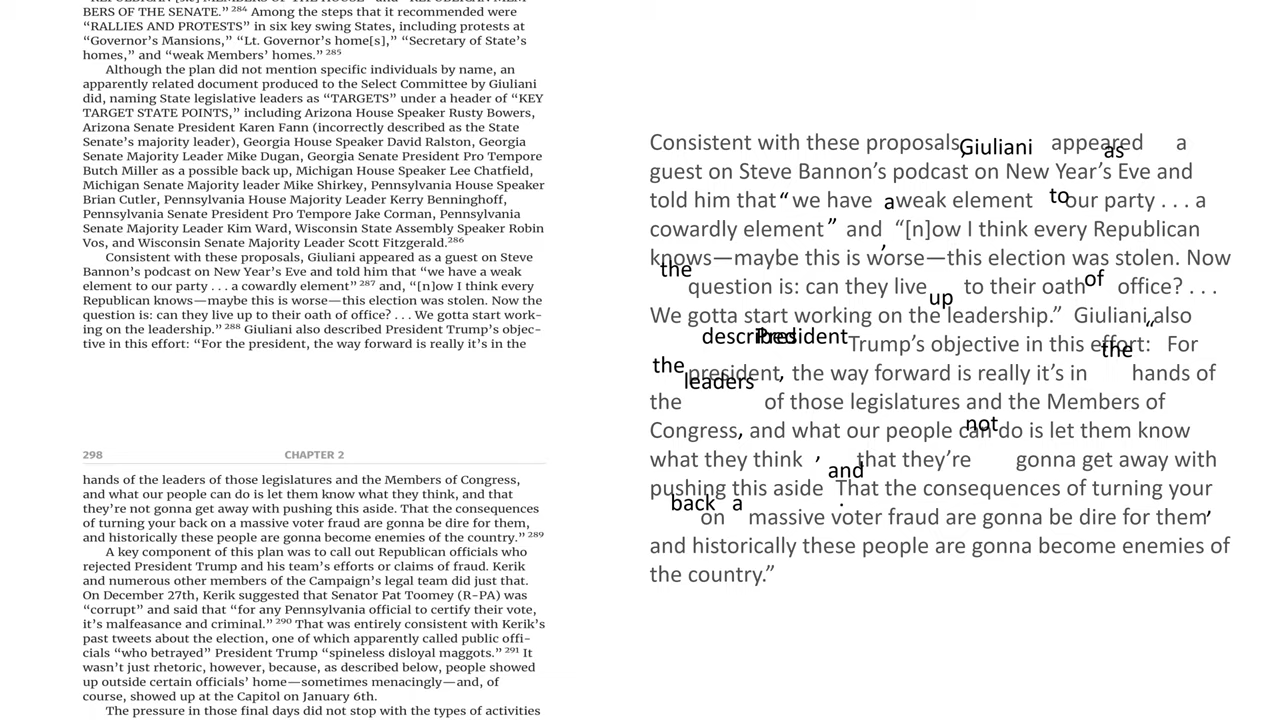 BERS OF THE SENATE.” 284 Among the steps that it recommended were
“RALLIES AND PROTESTS” in six key swing States, including protests at
“Governor’s Mansions,” “Lt. Governor’s home[s],” “Secretary of State’s
homes,” and “weak Members’ homes.” 285
Although the plan did not mention specific individuals by name, an
apparently related document produced to the Select Committee by Giuliani
did, naming State legislative leaders as “TARGETS” under a header of “KEY
TARGET STATE POINTS,” including Arizona House Speaker Rusty Bowers,
Arizona Senate President Karen Fann (incorrectly described as the State
Senate’s majority leader), Georgia House Speaker David Ralston, Georgia
Senate Majority Leader Mike Dugan, Georgia Senate President Pro Tempore
Butch Miller as a possible back up, Michigan House Speaker Lee Chatfield,
Michigan Senate Majority leader Mike Shirkey, Pennsylvania House Speaker
Brian Cutler, Pennsylvania House Majority Leader Kerry Benninghoff,
Pennsylvania Senate President Pro Tempore Jake Corman, Pennsylvania
Senate Majority Leader Kim Ward, Wisconsin State Assembly Speaker Robin
Vos, and Wisconsin Senate Majority Leader Scott Fitzgerald.286
Consistent with these proposals, Giuliani appeared as a guest on Steve
Bannon’s podcast on New Year’s Eve and told him that “we have a weak
element to our party . . . a cowardly element” 287 and, “[n]ow I think every
Republican knows—maybe this is worse—this election was stolen. Now the
question is: can they live up to their oath of office? . . . We gotta start work-
ing on the leadership.” 288 Giuliani also described President Trump’s objec-
tive in this effort: “For the president, the way forward is really it’s in the
298 CHAPTER 2
hands of the leaders of those legislatures and the Members of Congress,
and what our people can do is let them know what they think, and that
they’re not gonna get away with pushing this aside. That the consequences
of turning your back on a massive voter fraud are gonna be dire for them,
and historically these people are gonna become enemies of the country.” 289
A key component of this plan was to call out Republican officials who
rejected President Trump and his team’s efforts or claims of fraud. Kerik
and numerous other members of the Campaign’s legal team did just that.
On December 27th, Kerik suggested that Senator Pat Toomey (R-PA) was
“corrupt” and said that “for any Pennsylvania official to certify their vote,
it’s malfeasance and criminal.” 290 That was entirely consistent with Kerik’s
past tweets about the election, one of which apparently called public offi-
cials “who betrayed” President Trump “spineless disloyal maggots.” 291 It
wasn’t just rhetoric, however, because, as described below, people showed
up outside certain officials’ home—sometimes menacingly—and, of
course, showed up at the Capitol on January 6th.
The pressure in those final days did not stop with the types of activities
Consistent with these proposals, Giuliani appeared as a
guest on Steve Bannon’s podcast on New Year’s Eve and
told him that “we have a weak element to our party . . . a
cowardly element” and, “[n]ow I think every Republican
knows—maybe this is worse—this election was stolen. Now
the question is: can they live up to their oath of office? . . .
We gotta start working on the leadership.” Giuliani also
described President Trump’s objective in this effort: “For
the president, the way forward is really it’s in the hands of
the leaders of those legislatures and the Members of
Congress, and what our people can do is let them know
what they think, and that they’re not gonna get away with
pushing this aside. That the consequences of turning your
back on a massive voter fraud are gonna be dire for them,
and historically these people are gonna become enemies of
the country.”